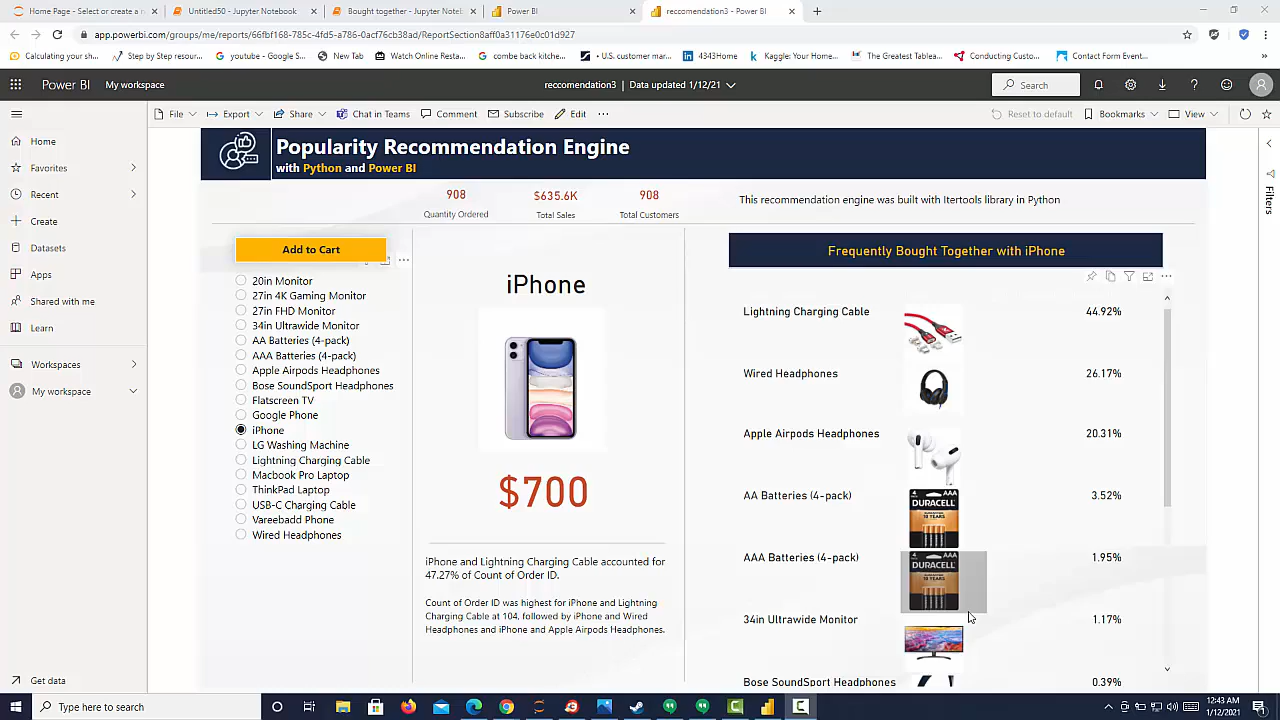 Home Page - Select or create a n
Untitled50 - Jupyter Notebook
Bought together - Jupyter Notebo
Power BI
reccomendation3 - Power BI
app.powerbi.com/groups/me/reports/66fbf168-785c-4fd5-a786-0acf76cb38ad/ReportSection8aff0a31176e0c01d927
Calculating your sh
Step by Step resour
youtube - Google S
New Tab
Watch Online Resta
combe back kitche
U.S. customer mar
4343Home
Kaggle: Your Home
The Greatest Table
Conducting Custo
Contact Form Event
Power BI
My workspace
reccomendation3 | Data updated 1/12/21
Search
File
Export
Share
Chat in Teams
Comment
Subscribe
Edit
Reset to default
Bookmarks
View
Home
Favorites
Recent
Create
Datasets
Apps
Shared with me
Learn
Workspaces
My workspace
Get data
Filters
Popularity Recommendation Engine
with Python and Power BI
908
Quantity Ordered
$635.6K
Total Sales
908
Total Customers
This recommendation engine was built with Itertools library in Python
Add to Cart
20in Monitor
27in 4K Gaming Monitor
27in FHD Monitor
34in Ultrawide Monitor
AA Batteries (4-pack)
AAA Batteries (4-pack)
Apple Airpods Headphones
Bose SoundSport Headphones
Flatscreen TV
Google Phone
iPhone
LG Washing Machine
Lightning Charging Cable
Macbook Pro Laptop
ThinkPad Laptop
USB-C Charging Cable
Vareebadd Phone
Wired Headphones
iPhone
$700
iPhone and Lightning Charging Cable accounted for
47.27% of Count of Order ID.
Count of Order ID was highest for iPhone and Lightning
Charging Cable at 104, followed by iPhone and Wired
Headphones and iPhone and Apple Airpods Headphones.
Frequently Bought Together with iPhone
Lightning Charging Cable 44.92%
Wired Headphones 26.17%
Apple Airpods Headphones 20.31%
AA Batteries (4-pack) 3.52%
4 AAA
DURACELL
10 YEARS
AAA Batteries (4-pack) 1.95%
4 AAA
DURACELL
10 YEARS
34in Ultrawide Monitor 1.17%
Bose SoundSport Headphones 0.39%
Type here to search
12:43 AM
1/12/2021